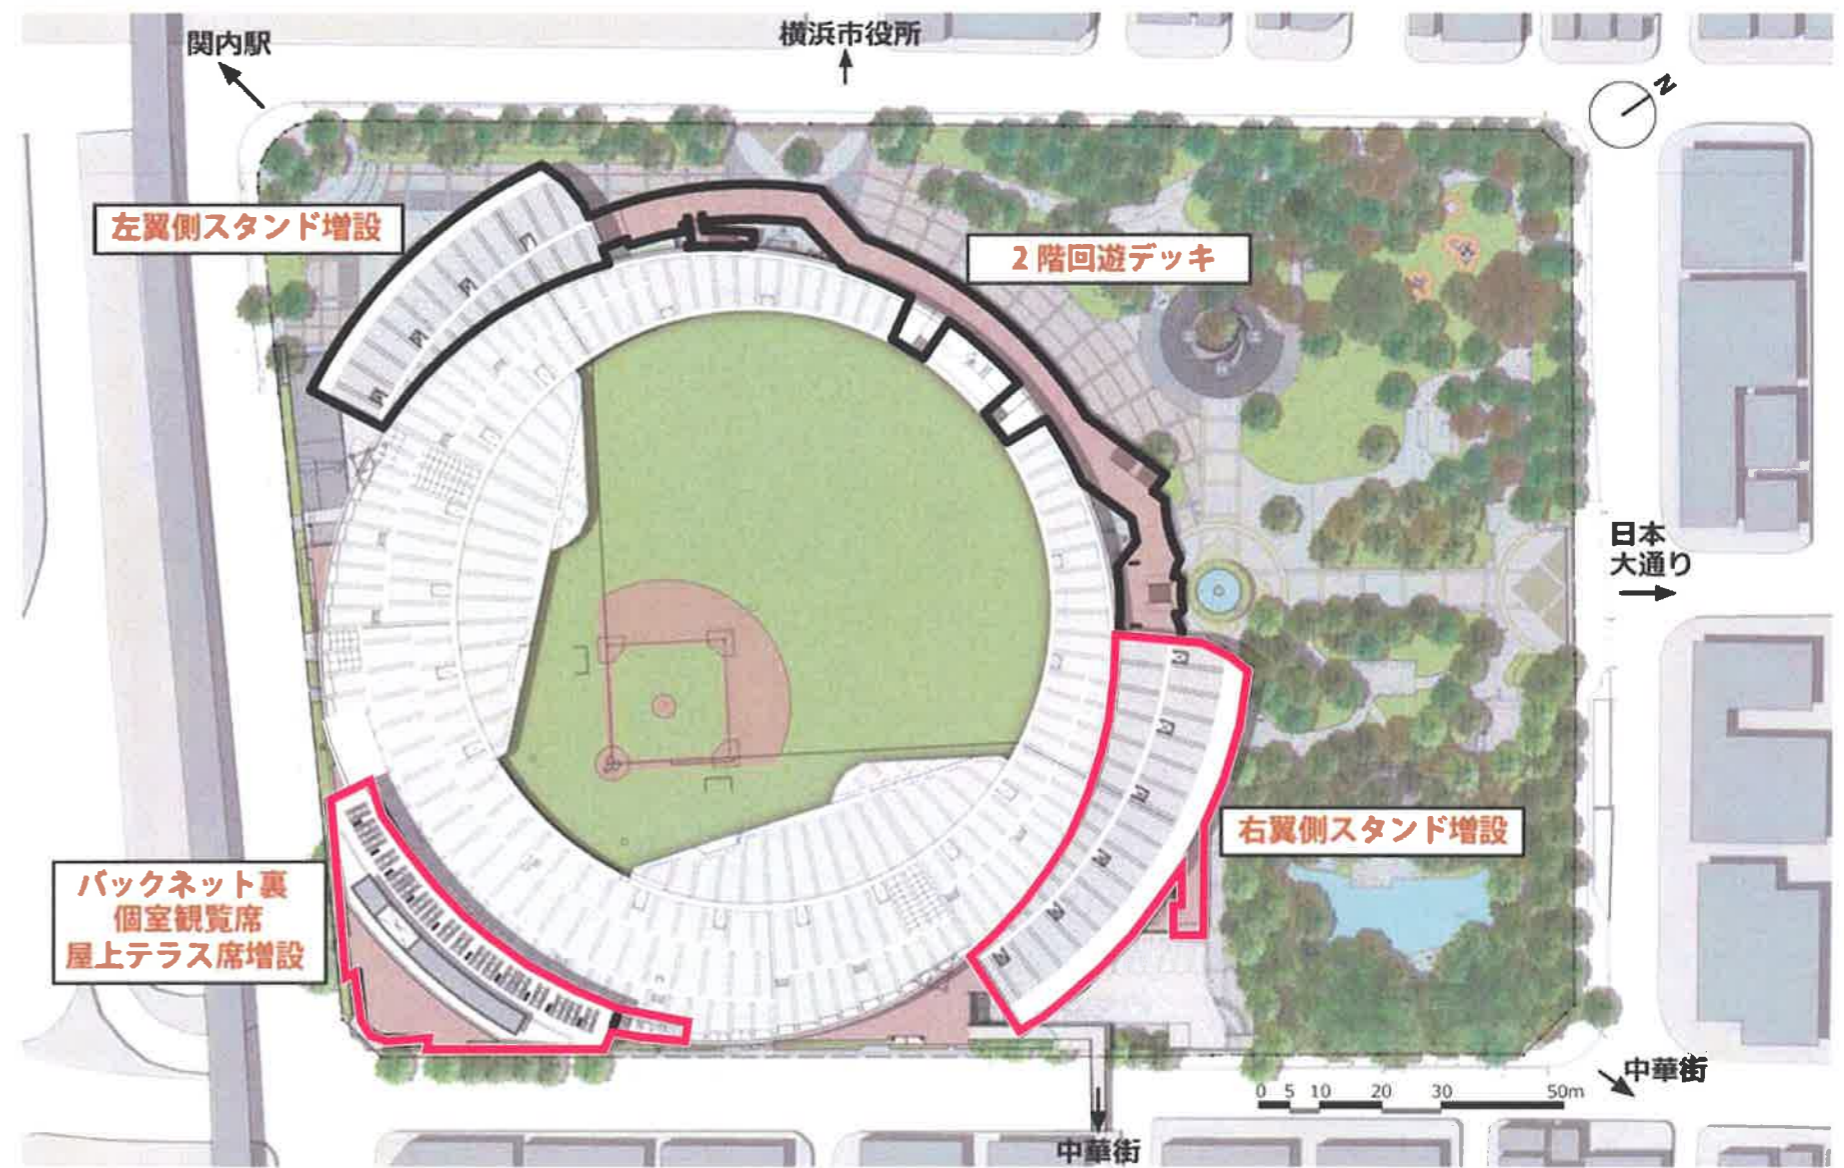 関内駅
横浜市役所
N
左翼側スタンド増設
2階回遊デッキ
日本
大通り
右翼側スタンド増設
バックネット裏
個室観覧席
屋上テラス席増設
中華街
0 5 10 20 30 50m
中華街